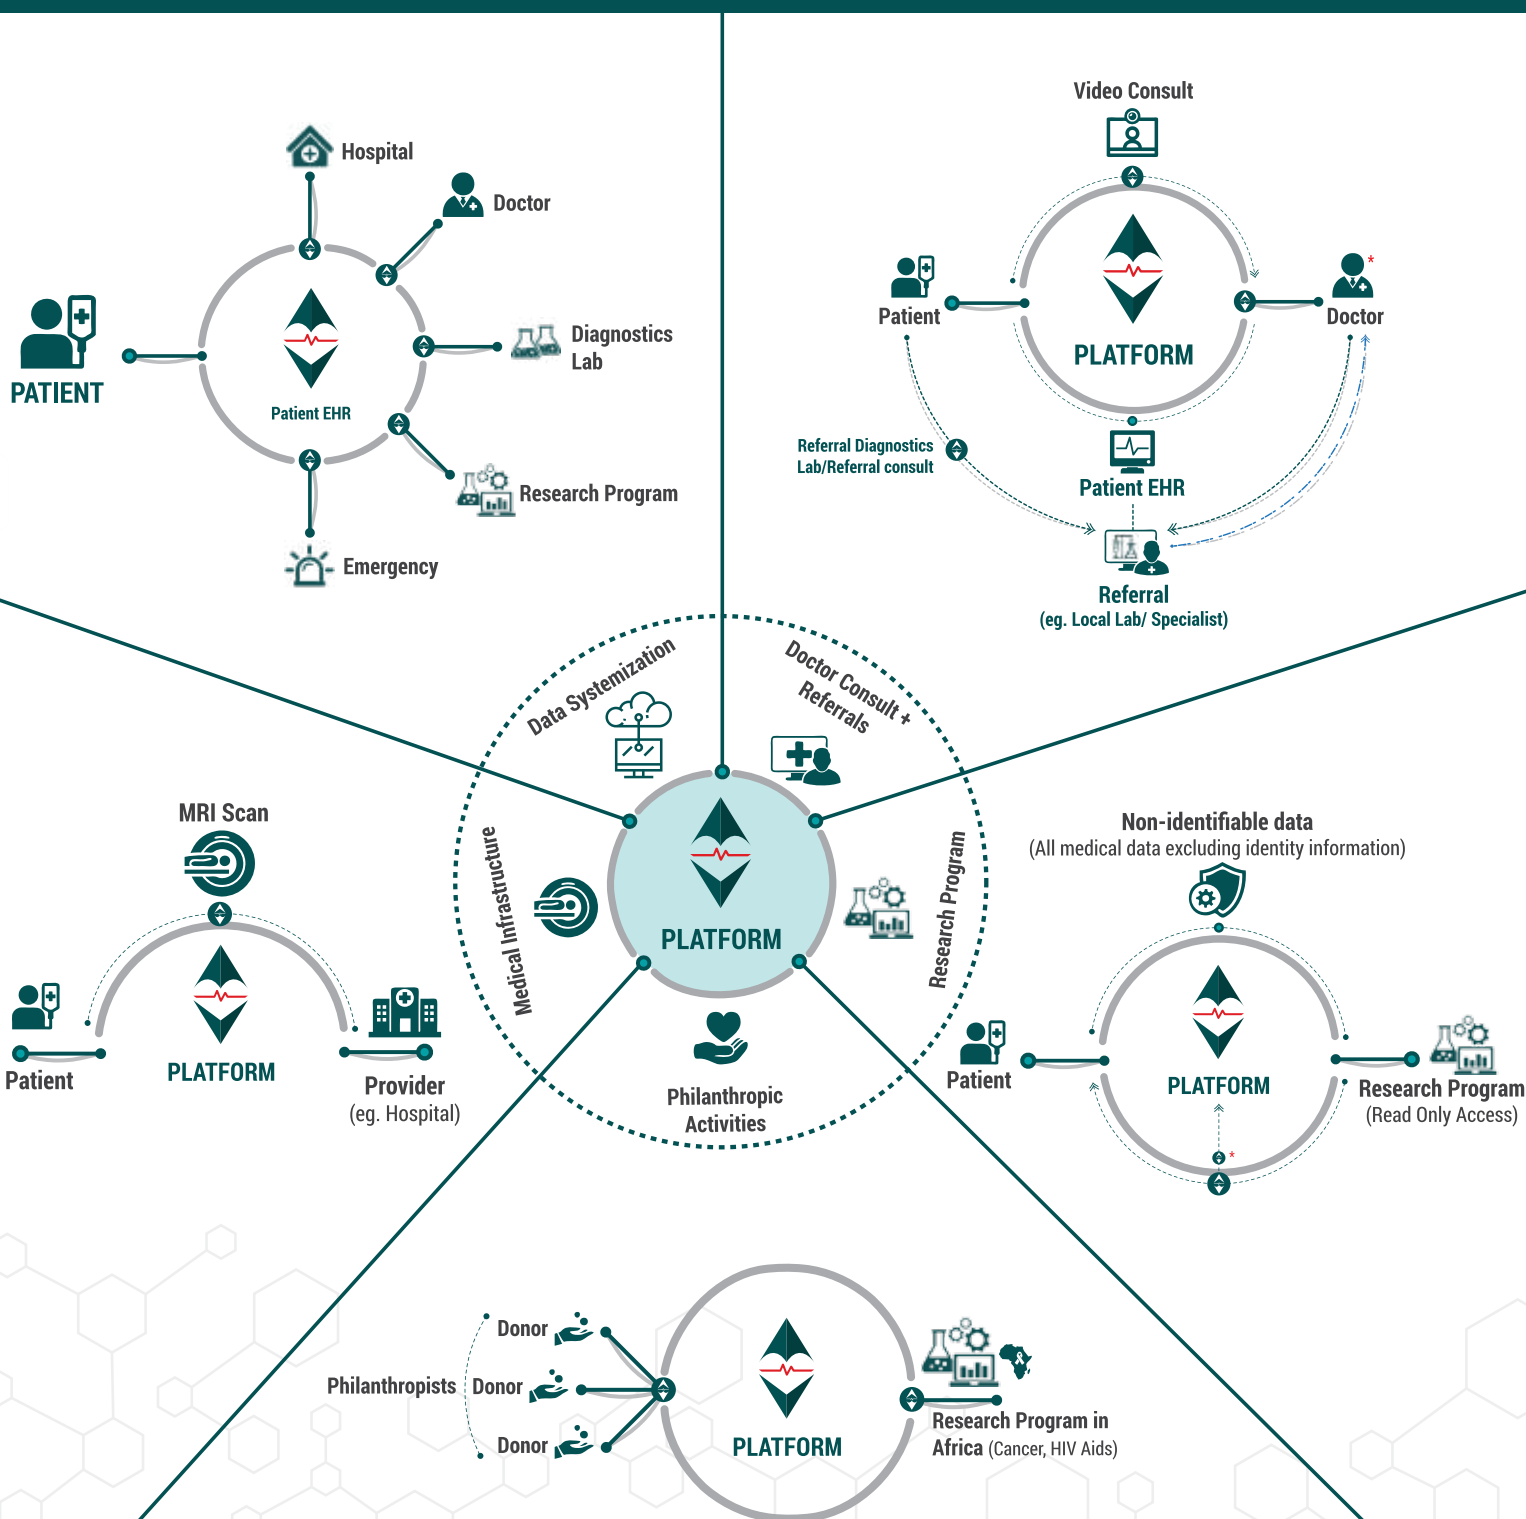 Hospital
Doctor
PATIENT
Diagnostics
Lab
Patient EHR
Research Program
Emergency
Video Consult
Patient
*
Doctor
PLATFORM
Referral Diagnostics
Lab/Referral consult
Patient EHR
Referral
(eg. Local Lab/ Specialist)
Data Systemization
Doctor Consult +
Referrals
Medical Infrastructure
Research Program
PLATFORM
Philanthropic
Activities
MRI Scan
Patient
PLATFORM
Provider
(eg. Hospital)
Non-identifiable data
(All medical data excluding identity information)
Patient
PLATFORM
Research Program
(Read Only Access)
*
Philanthropists
Donor
Donor
Donor
PLATFORM
Research Program in
Africa (Cancer, HIV Aids)